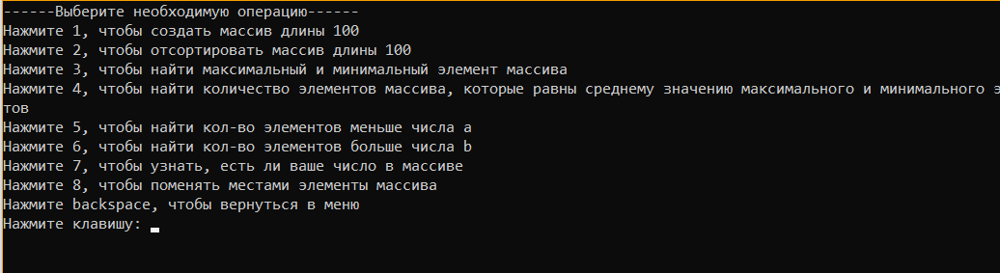 ------Выберите необходимую операцию------
Нажмите 1, чтобы создать массив длины 100
Нажмите 2, чтобы отсортировать массив длины 100
Нажмите 3, чтобы найти максимальный и минимальный элемент массива
Нажмите 4, чтобы найти количество элементов массива, которые равны среднему значению максимального и минимального э
тов
Нажмите 5, чтобы найти кол-во элементов меньше числа a
Нажмите 6, чтобы найти кол-во элементов больше числа b
Нажмите 7, чтобы узнать, есть ли ваше число в массиве
Нажмите 8, чтобы поменять местами элементы массива
Нажмите backspace, чтобы вернуться в меню
Нажмите клавишу: